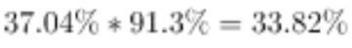 37.04% * 91.3% = 33.82%